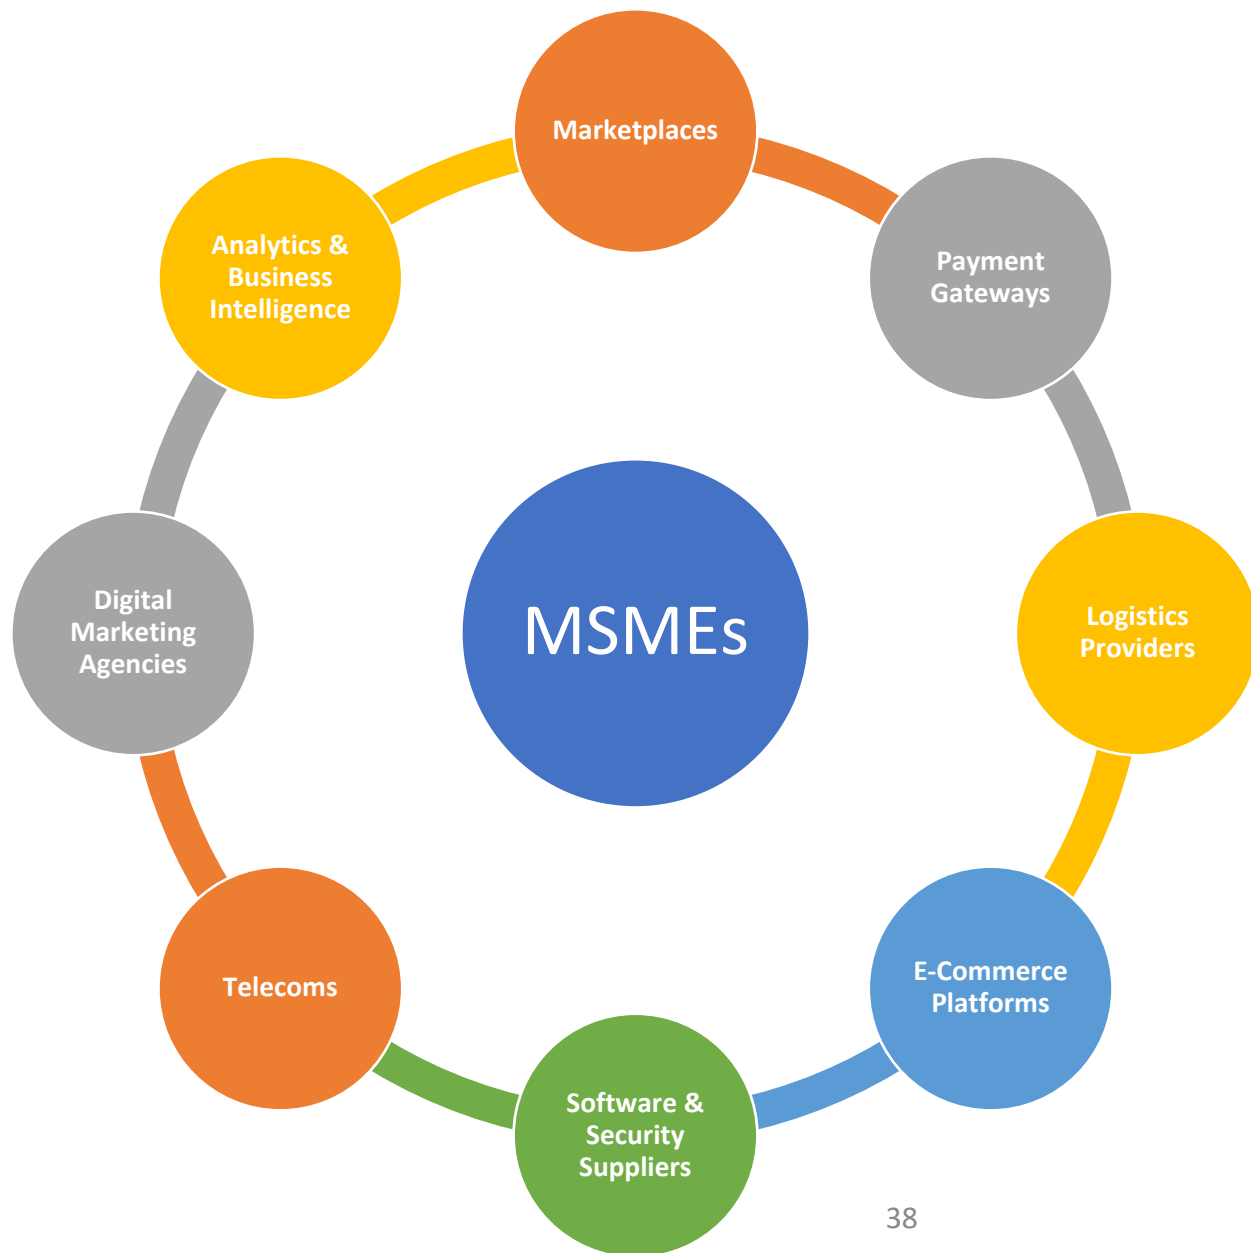 Marketplaces
Payment
Gateways
Logistics
Providers
E-Commerce
Platforms
Software &
Security
Suppliers
Telecoms
Digital
Marketing
Agencies
Analytics &
Business
Intelligence
MSMEs
38